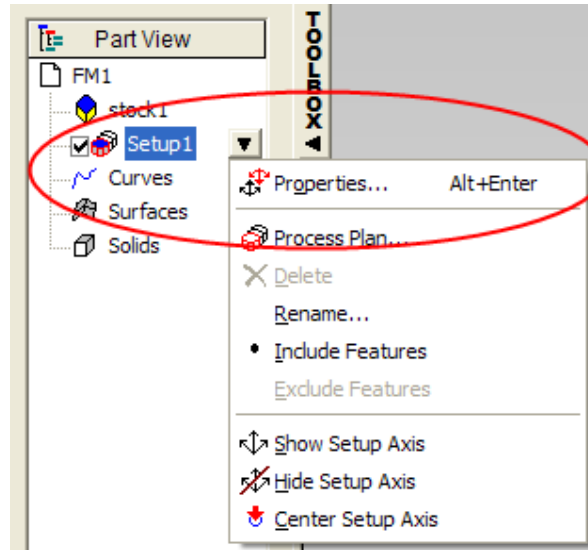 Part View
TOOLBOX
FM1
stock1
Setup1
Curves
Surfaces
Solids
Properties... Alt+Enter
Process Plan...
Delete
Rename...
Include Features
Exclude Features
Show Setup Axis
Hide Setup Axis
Center Setup Axis